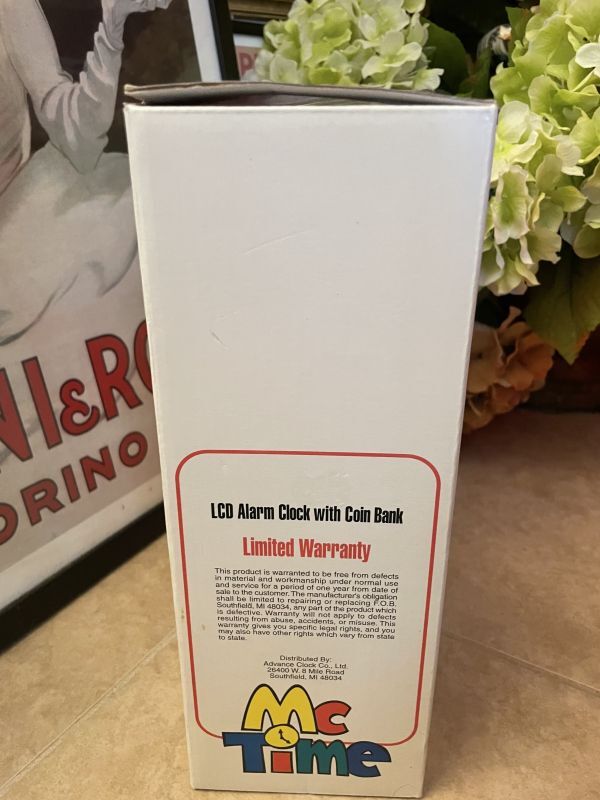 NI&R
ORINO
LCD Alarm Clock with Coin Bank
Limited Warranty
This product is warranted to be free from defects
in material and workmanship under normal use
and service for a period of one year from date of
sale to the customer. The manufacturer's obligation
shall be limited to repairing or replacing F.O.B.
Southfield, MI 48034, any part of the product which
is defective. Warranty will not apply to defects
resulting from abuse, accidents, or misuse. This
warranty gives you specific legal rights, and you
may also have other rights which vary from state
to state.
Distributed By:
Advance Clock Co., Ltd.
26400 W. 8 Mile Road
Southfield, MI 48034
Mc
Time